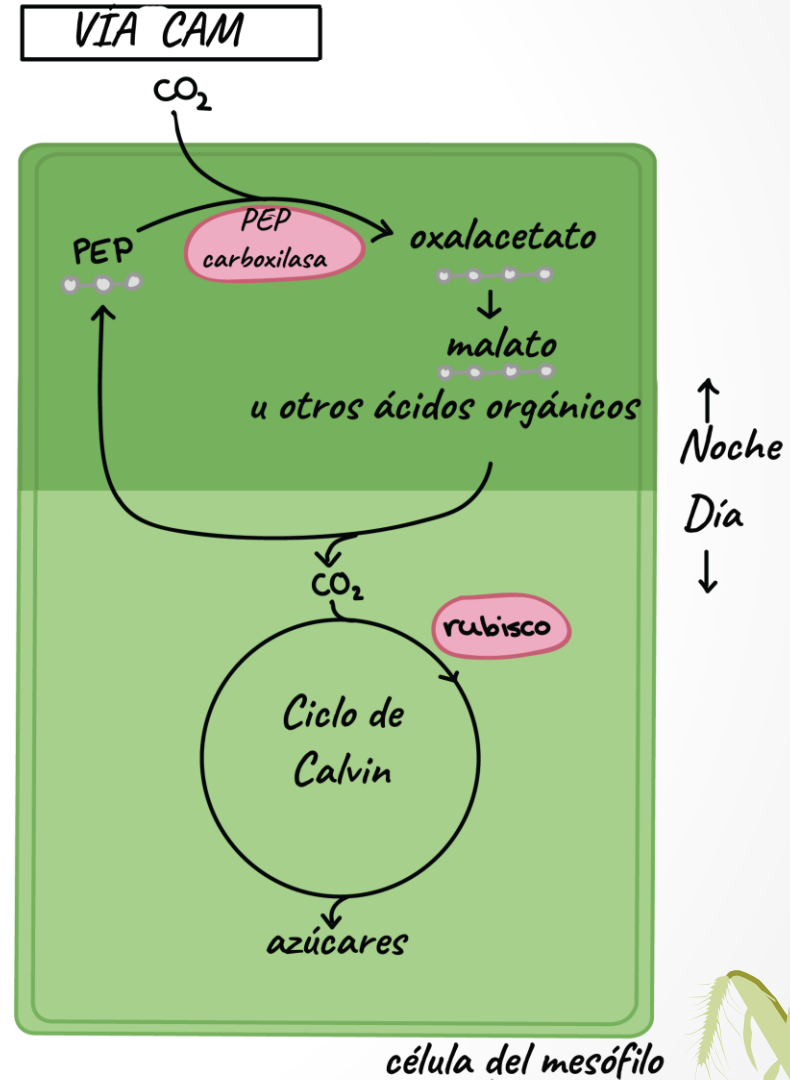 VÍA CAM
CO₂
PEP
PEP
carboxilasa
oxalacetato
malato
u otros ácidos orgánicos
Noche
Día
CO₂
rubisco
Ciclo de
Calvin
azúcares
célula del mesófilo